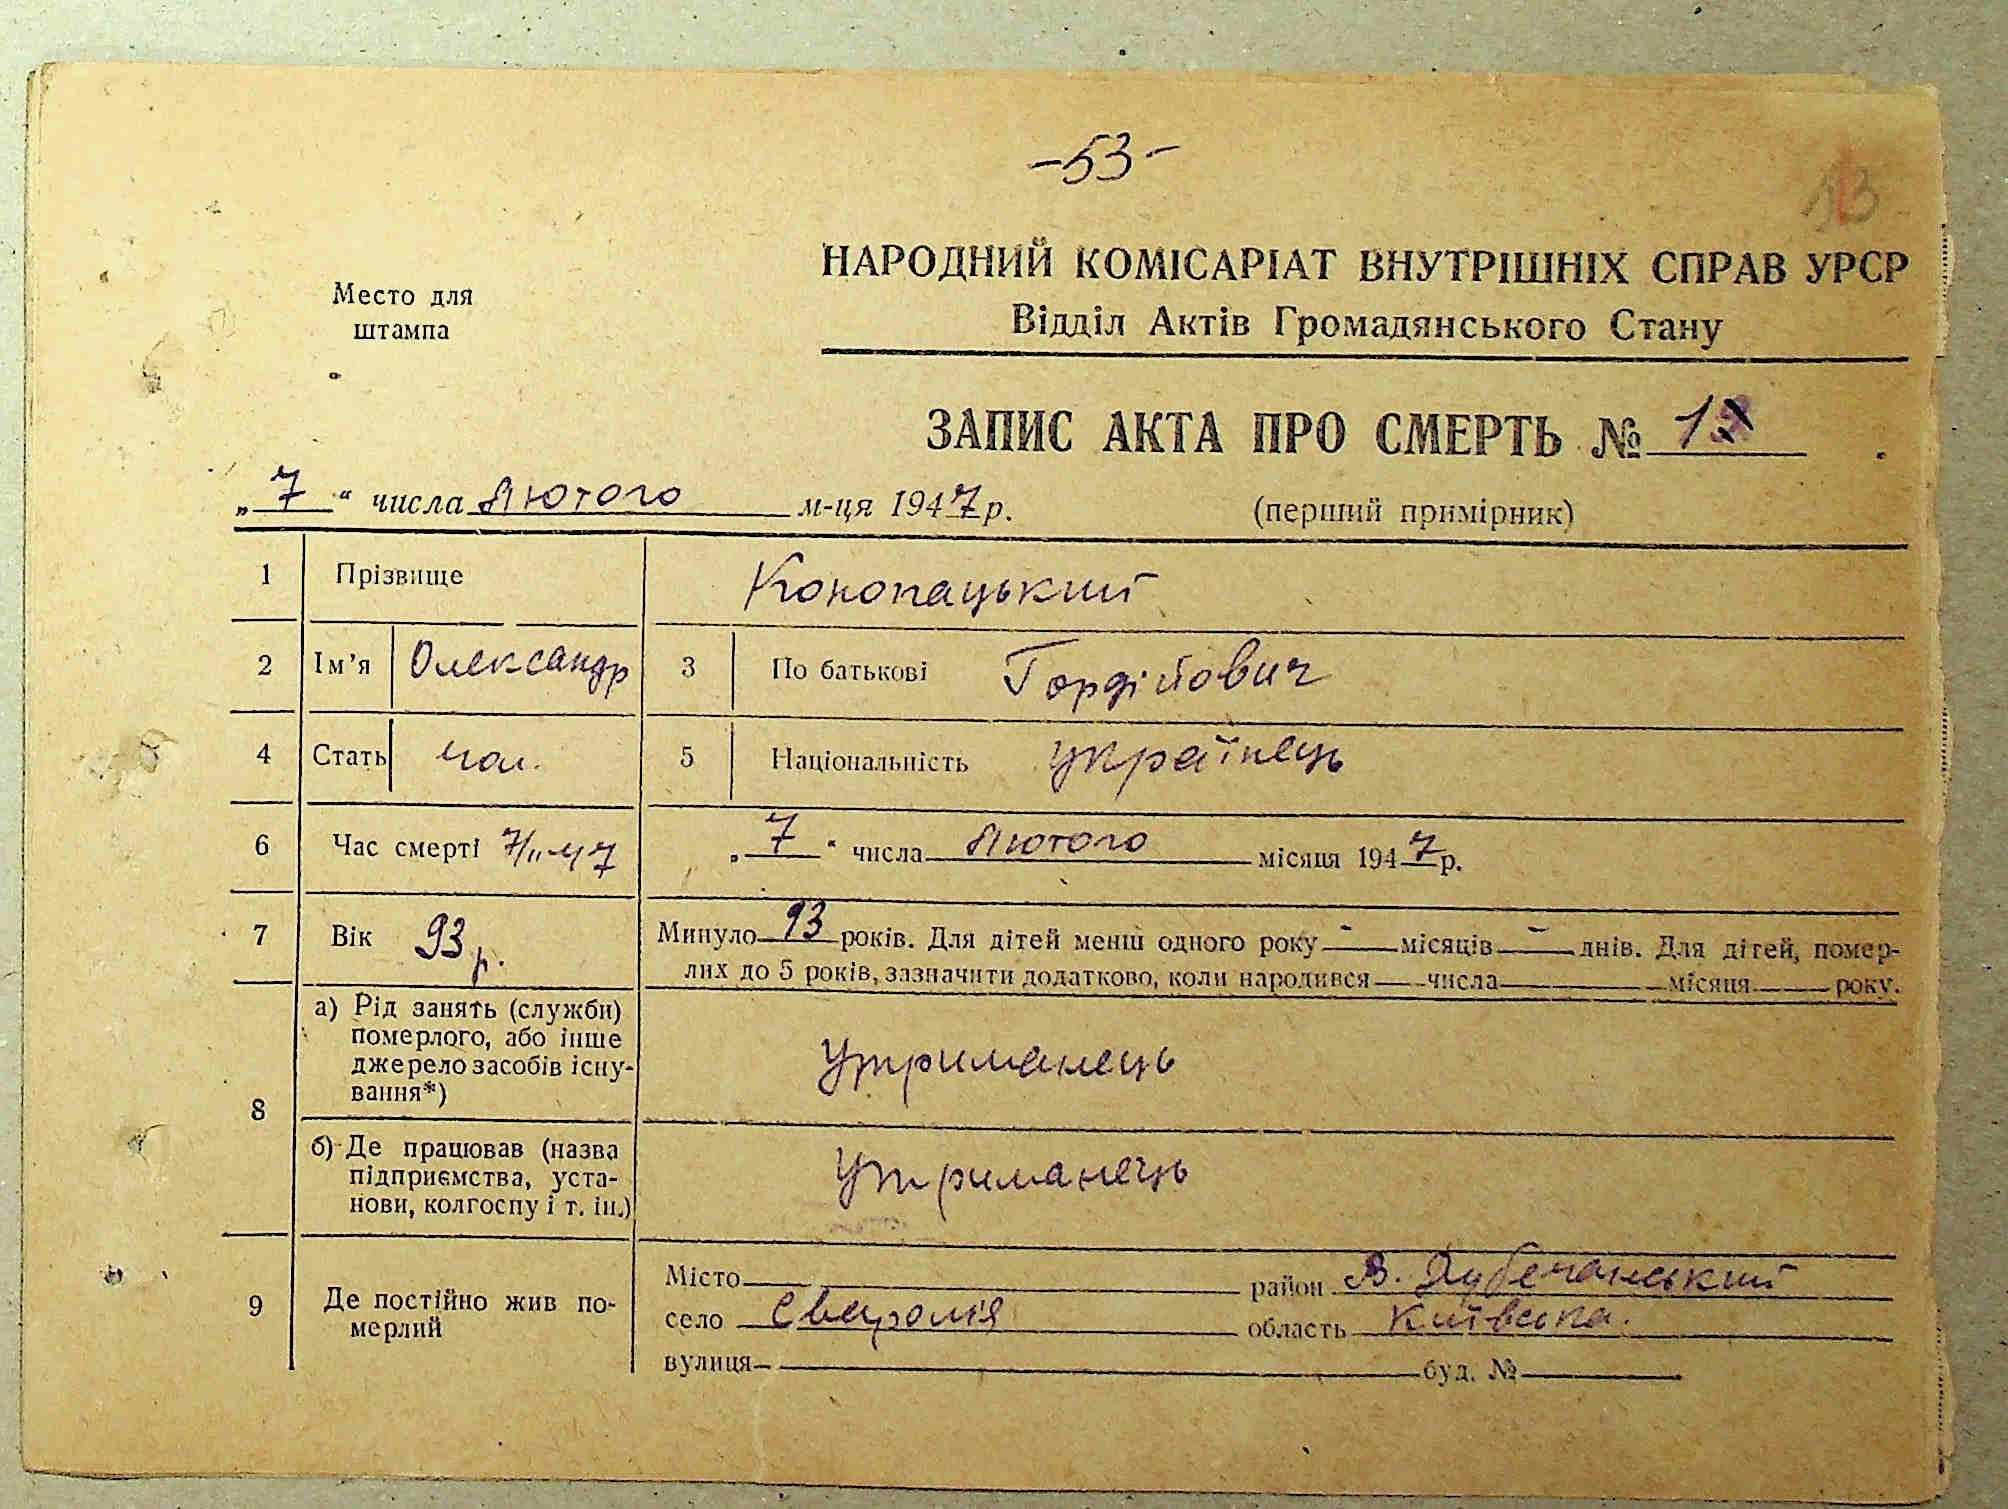 -53-
13
Место для
штампа
НАРОДНИЙ КОМІСАРІАТ ВНУТРІШНІХ СПРАВ УРСР
Відділ Актів Громадянського Стану
ЗАПИС АКТА ПРО СМЕРТЬ № 1
„7" числа Лютого м-ця 1947 р. (перший примірник)
1 Прізвище Конопацький
2 Ім'я Олександр 3 По батькові Гордійович
4 Стать чол. 5 Національність українець
6 Час смерті 7/II-47 „7" числа Лютого місяця 1947 р.
7 Вік 93 р. Минуло 93 років. Для дітей менш одного року - місяців - днів. Для дітей, помер-
лих до 5 років, зазначити додатково, коли народився числа місяця року.
8 а) Рід занять (служби)
померлого, або інше
джерело засобів існу-
вання*)
Утриманець
б) Де працював (назва
підприємства, уста-
нови, колгоспу і т. ін.)
Утриманець
9 Де постійно жив по-
мерлий
Місто район В. Дубечанський
село Сваромія область Київська.
вулиця буд. №